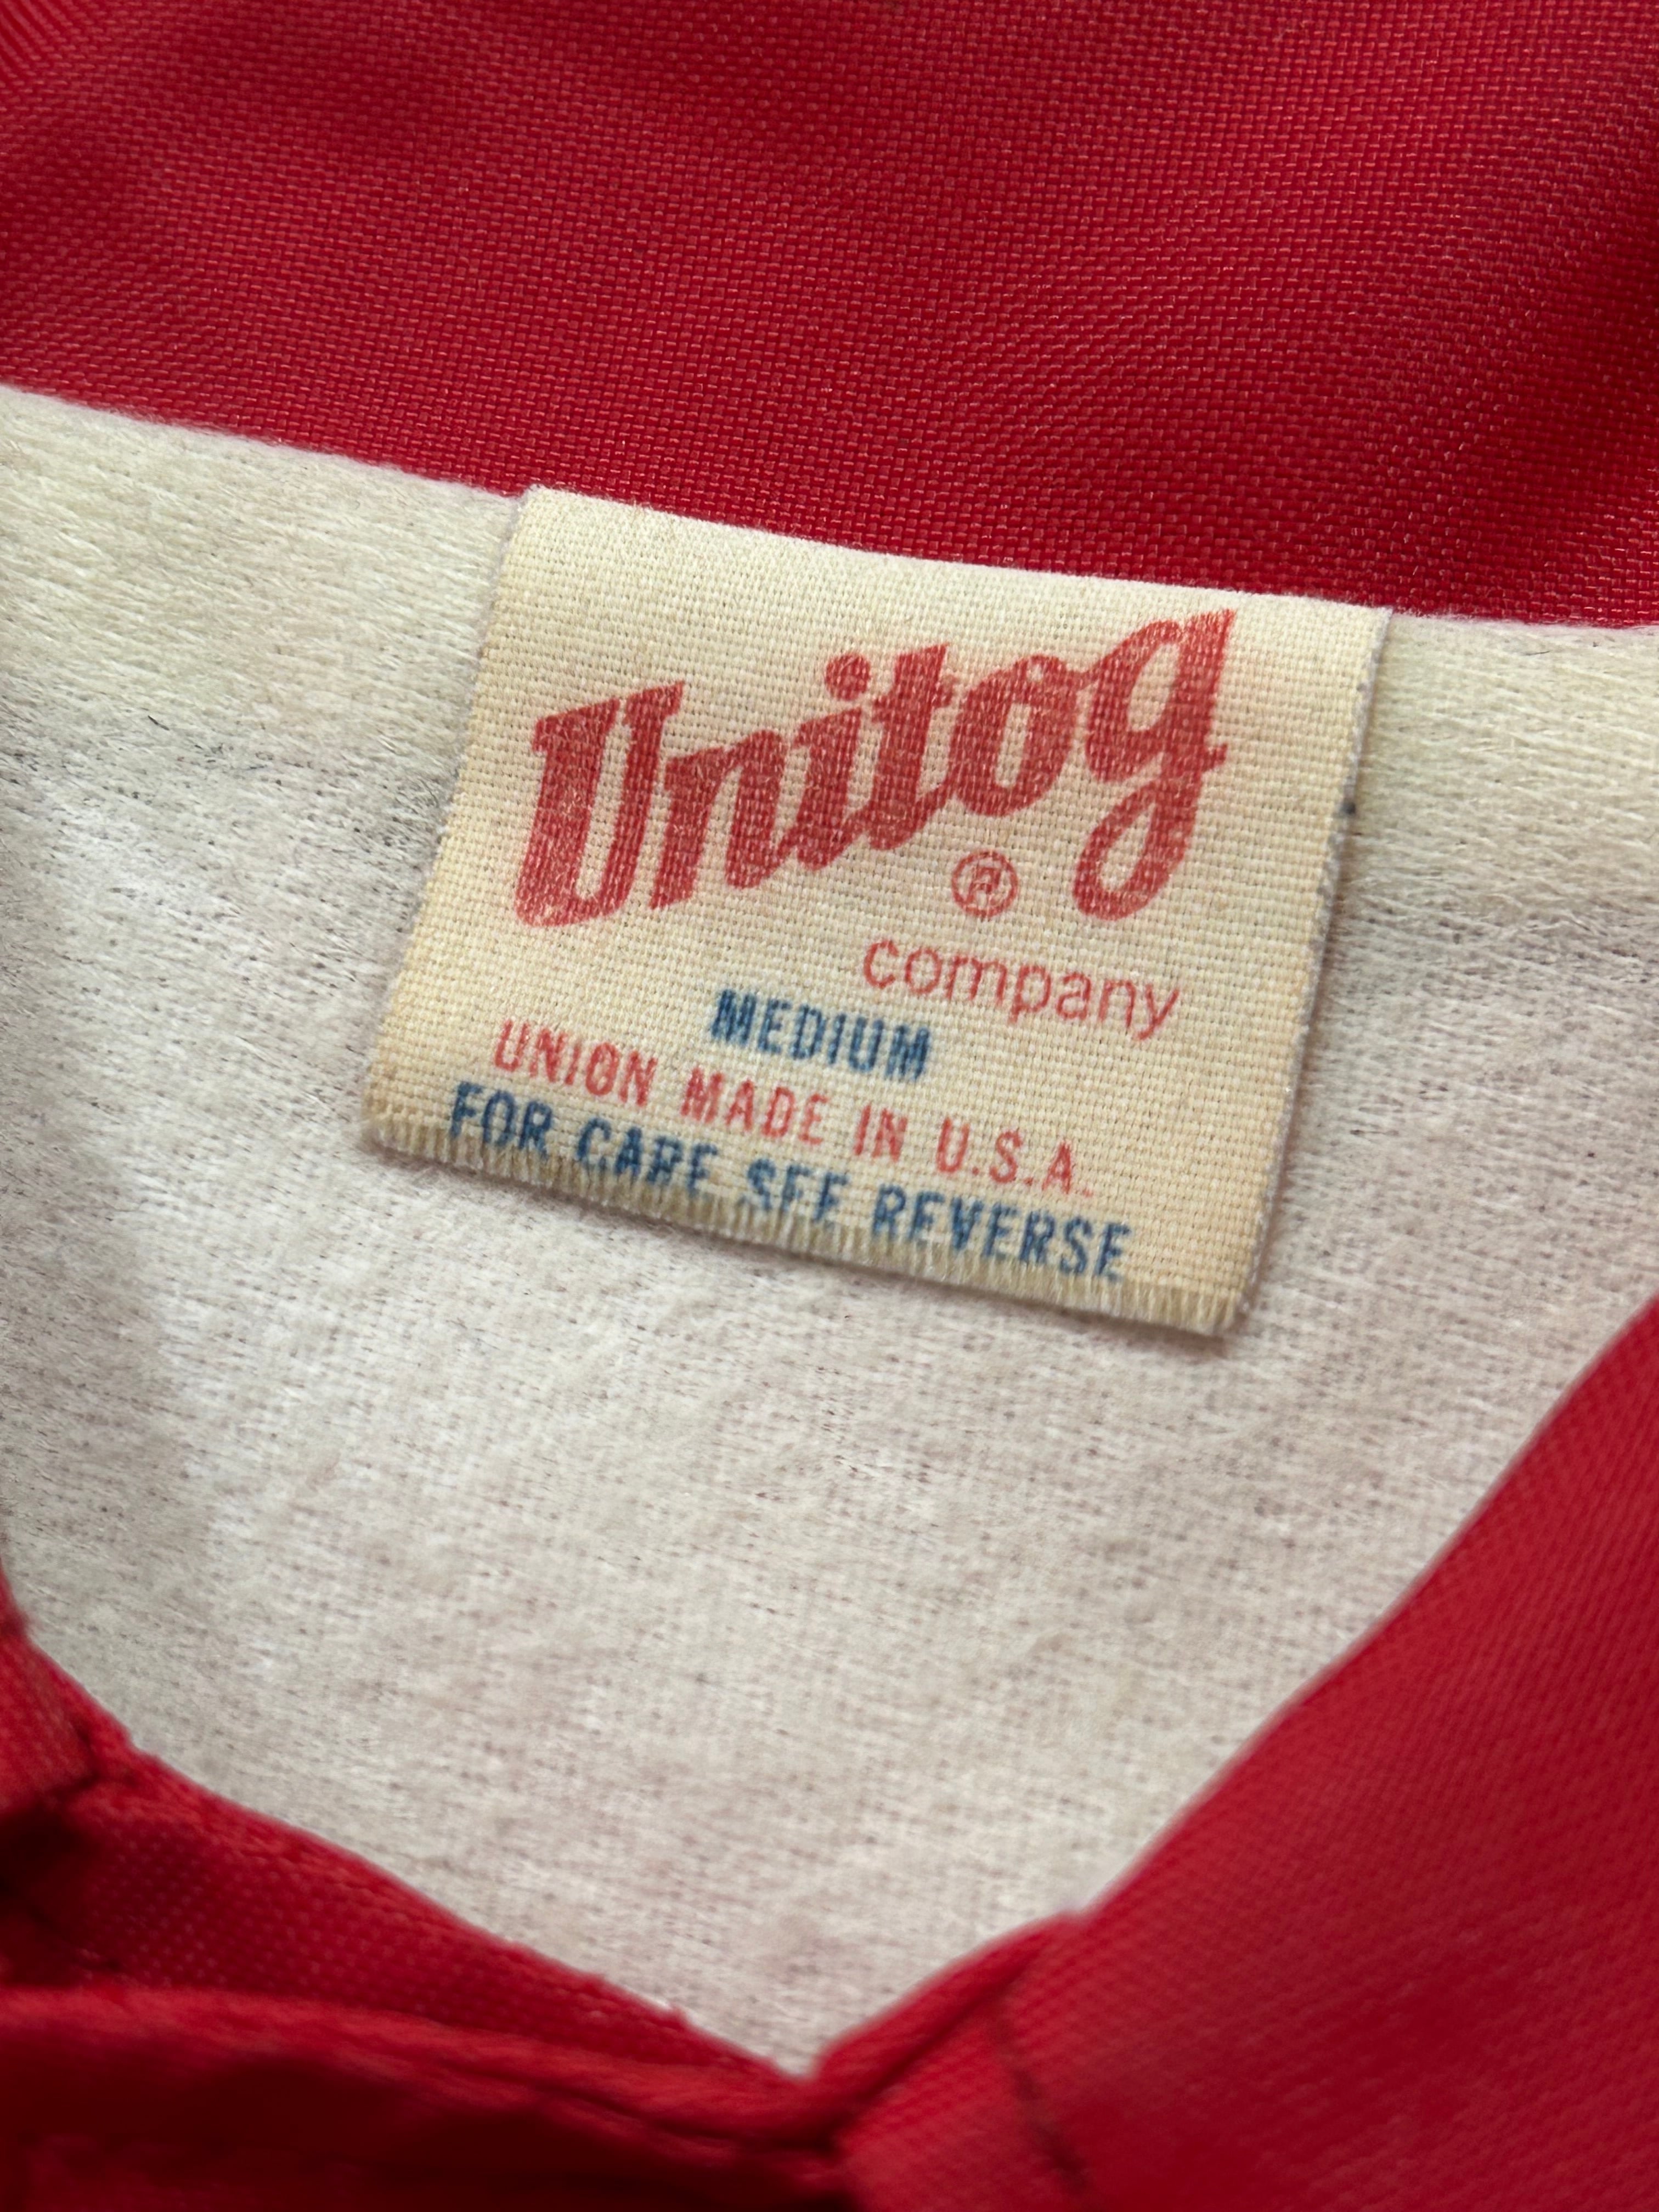 Unitog
®
company
MEDIUM
UNION MADE IN U.S.A.
FOR CARE SEE REVERSE